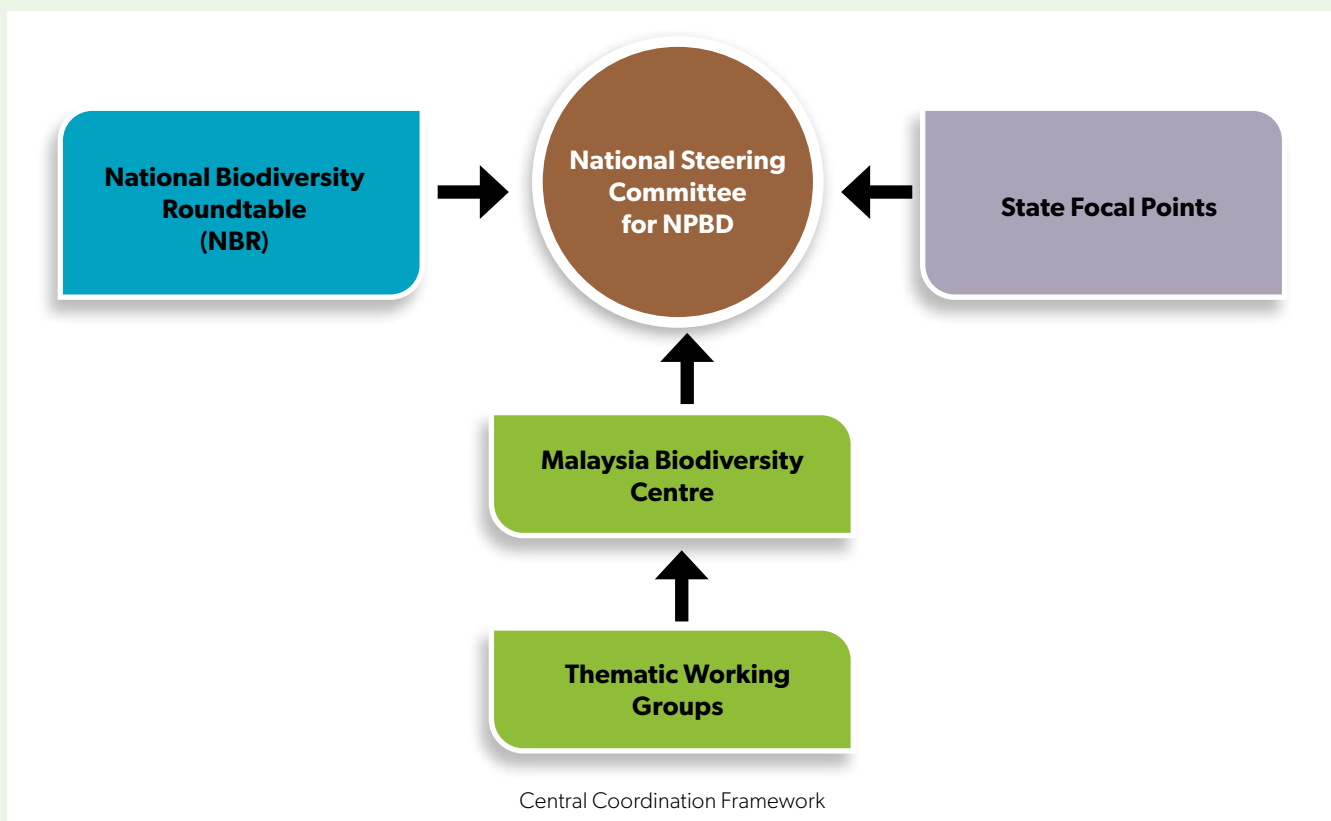 National Biodiversity
Roundtable
(NBR)
National Steering
Committee
for NPBD
State Focal Points
Malaysia Biodiversity
Centre
Thematic Working
Groups
Central Coordination Framework